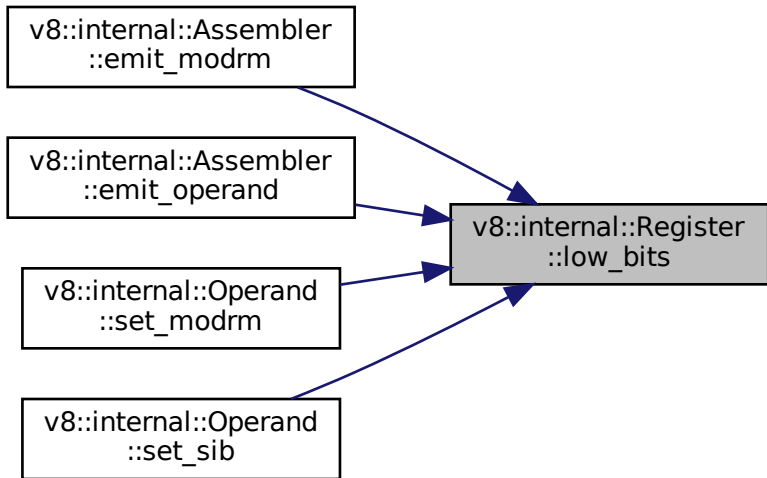 v8::internal::Assembler
::emit_modrm
v8::internal::Assembler
::emit_operand
v8::internal::Register
::low_bits
v8::internal::Operand
::set_modrm
v8::internal::Operand
::set_sib